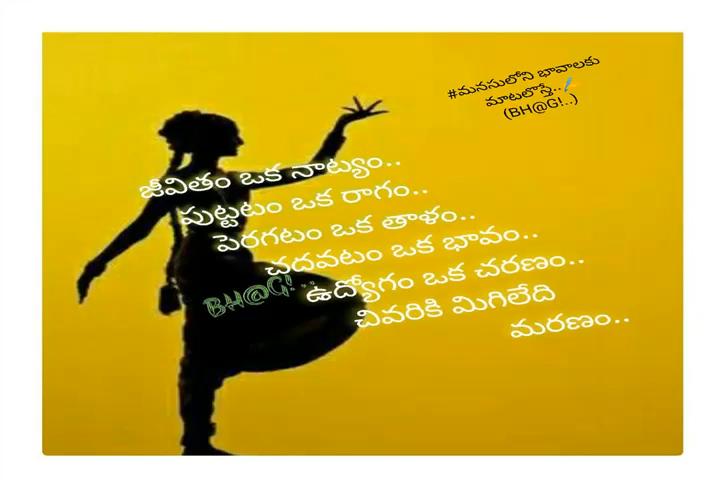 #మనసులోని భావాలకు
మాటలొస్తే..✍
(BH@G!..)
జీవితం ఒక నాట్యం..
పుట్టటం ఒక రాగం..
పెరగటం ఒక తాళం..
చదవటం ఒక భావం..
BH@G!..
ఉద్యోగం ఒక చరణం..
చివరికి మిగిలేది
మరణం..